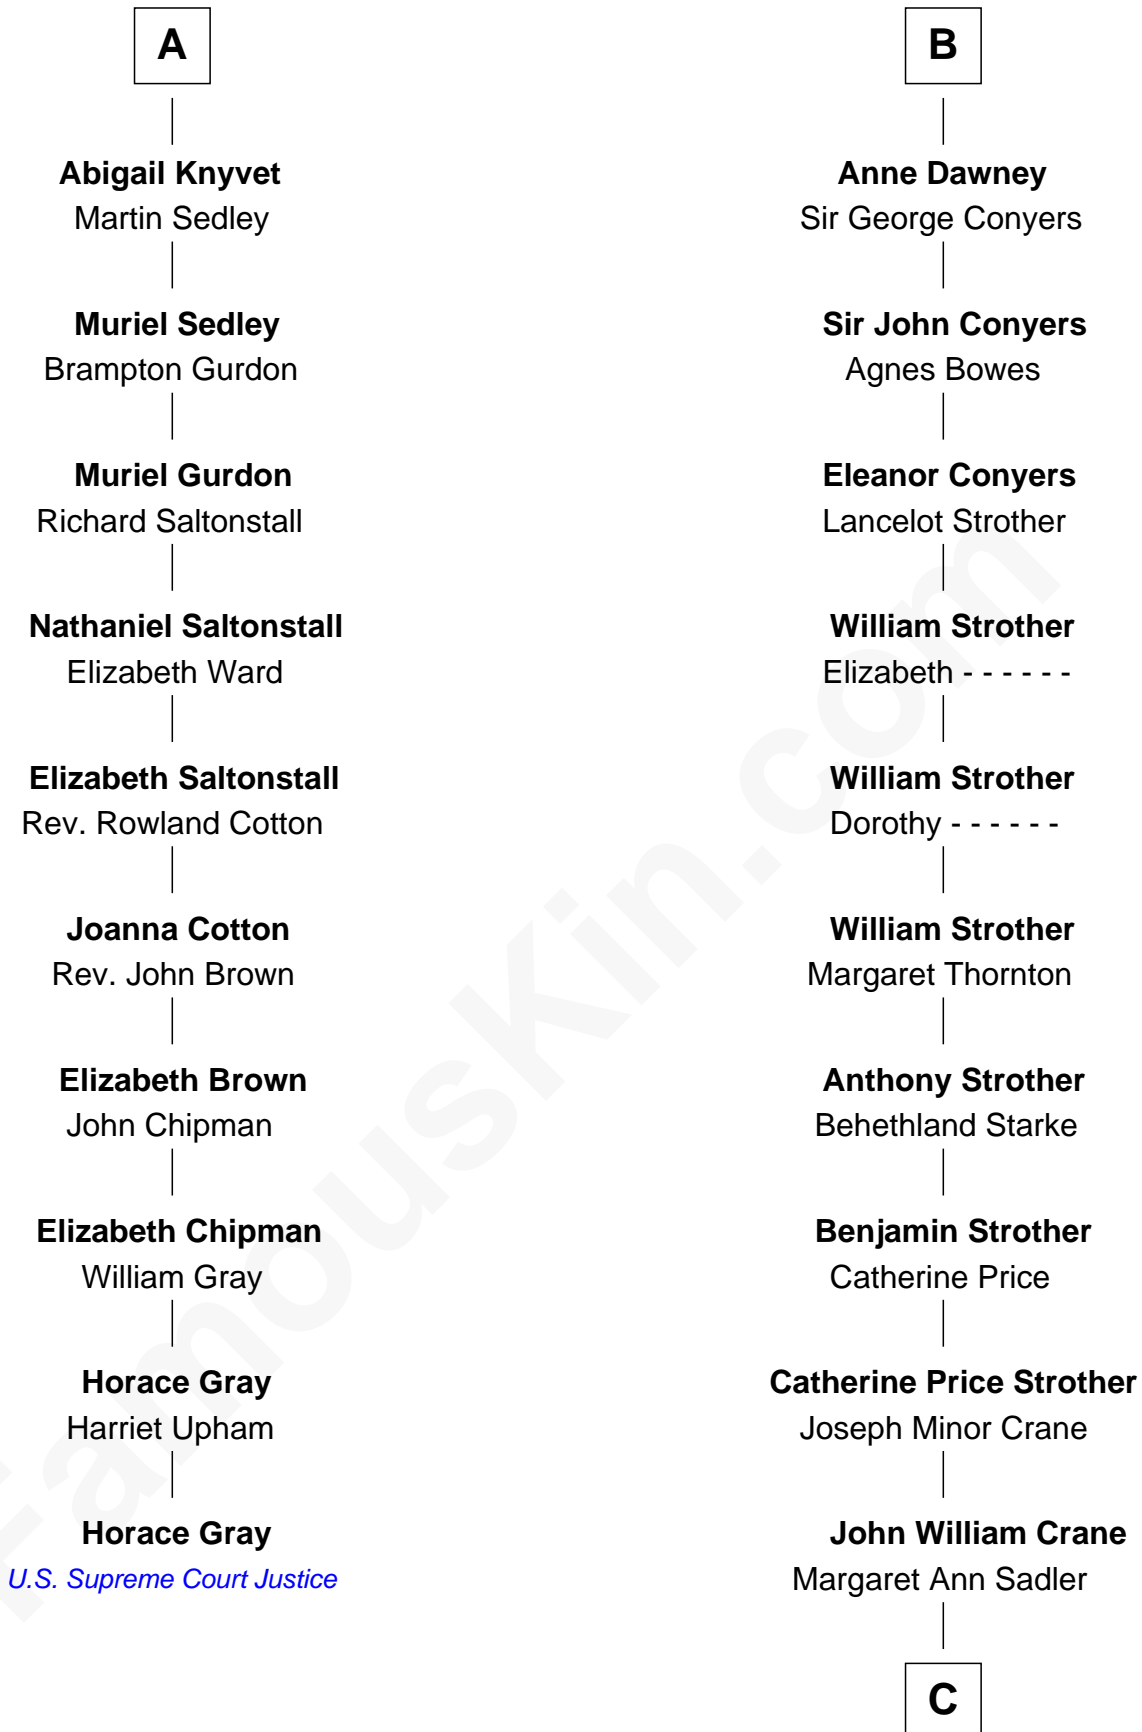 A
Abigail Knyvet
Martin Sedley
Muriel Sedley
Brampton Gurdon
Muriel Gurdon
Richard Saltonstall
Nathaniel Saltonstall
Elizabeth Ward
Elizabeth Saltonstall
Rev. Rowland Cotton
Joanna Cotton
Rev. John Brown
Elizabeth Brown
John Chipman
Elizabeth Chipman
William Gray
Horace Gray
Harriet Upham
Horace Gray
U.S. Supreme Court Justice
B
Anne Dawney
Sir George Conyers
Sir John Conyers
Agnes Bowes
Eleanor Conyers
Lancelot Strother
William Strother
Elizabeth - - - - - -
William Strother
Dorothy - - - - - -
William Strother
Margaret Thornton
Anthony Strother
Behethland Starke
Benjamin Strother
Catherine Price
Catherine Price Strother
Joseph Minor Crane
John William Crane
Margaret Ann Sadler
C
FamousKin.com